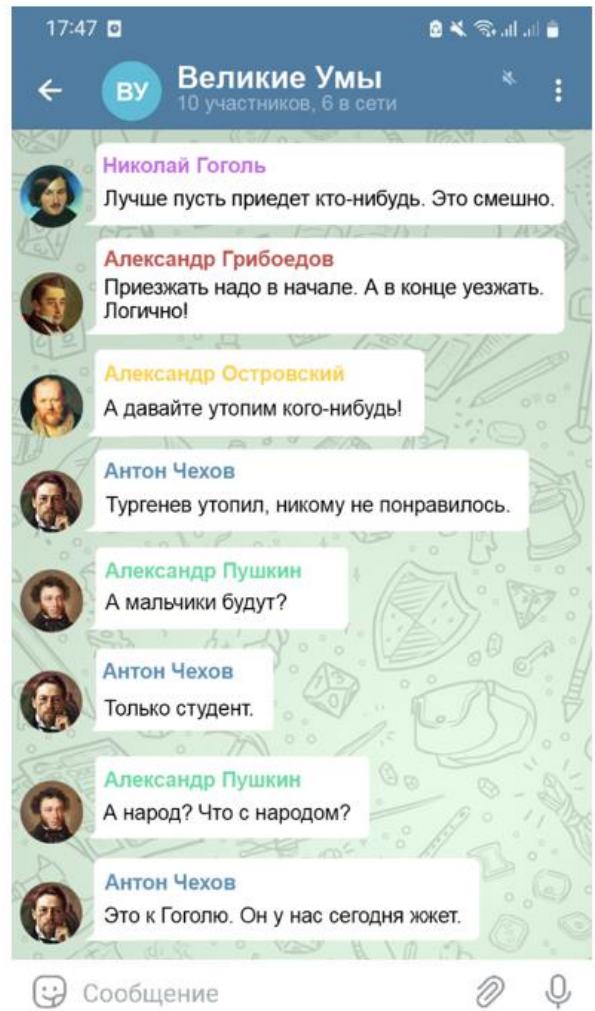 17:47
ВУ
Великие Умы
10 участников, 6 в сети
Николай Гоголь
Лучше пусть приедет кто-нибудь. Это смешно.
Александр Грибоедов
Приезжать надо в начале. А в конце уезжать.
Логично!
Александр Островский
А давайте утопим кого-нибудь!
Антон Чехов
Тургенев утопил, никому не понравилось.
Александр Пушкин
А мальчики будут?
Антон Чехов
Только студент.
Александр Пушкин
А народ? Что с народом?
Антон Чехов
Это к Гоголю. Он у нас сегодня жжет.
Сообщение